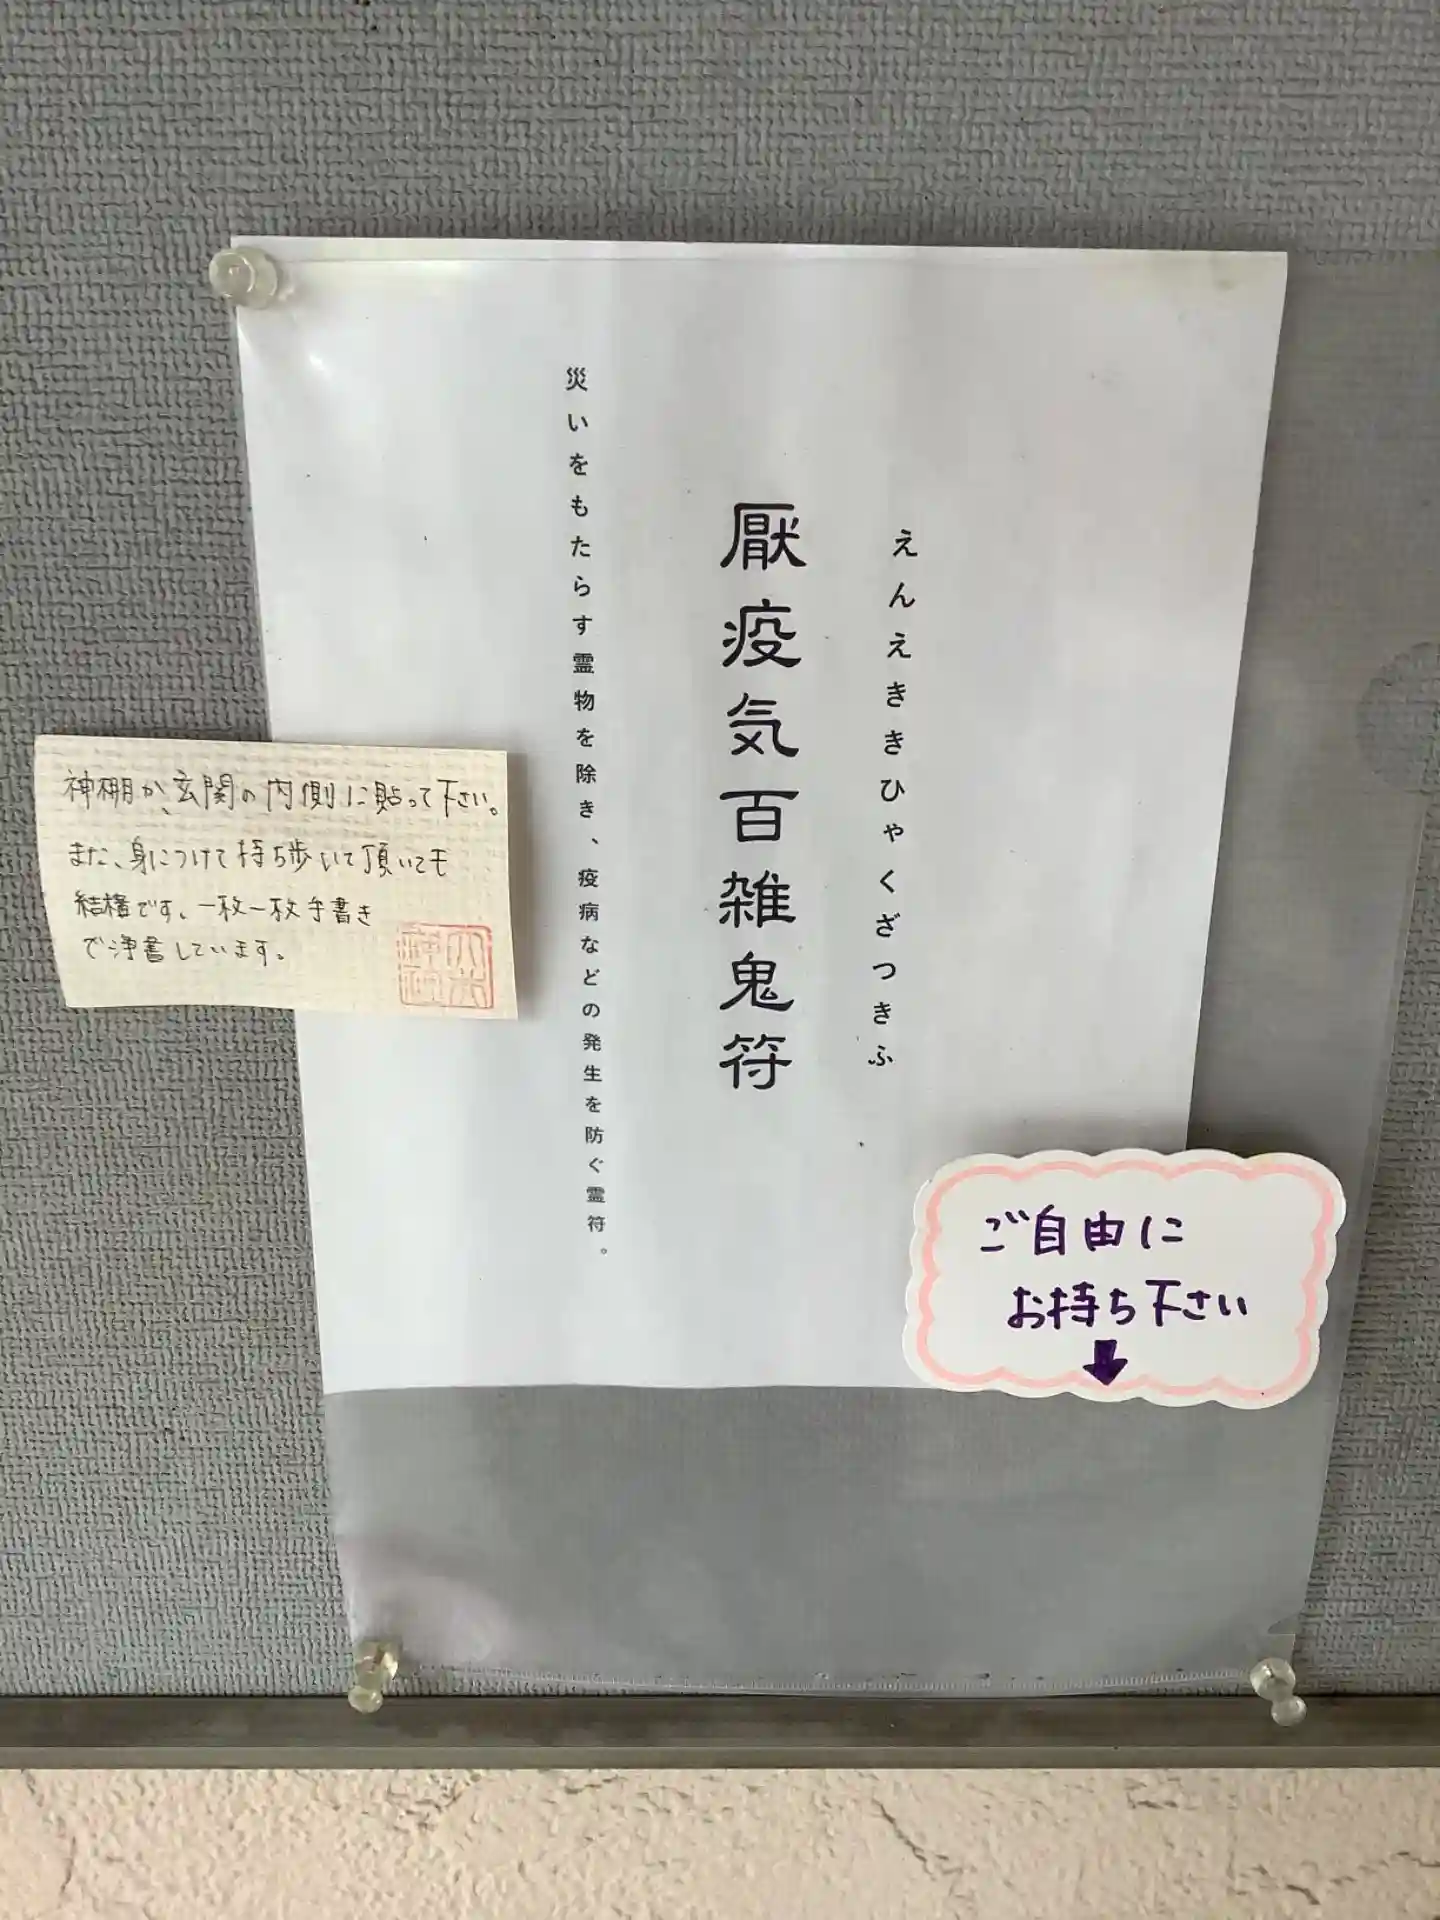 えんえききひゃくざつきふ
厭疫気百雑鬼符
災いをもたらす霊物を除き、疫病などの発生を防ぐ霊符。
神棚か、玄関の内側に貼って下さい。
また、身につけて持ち歩いて頂いても
結構です。一枚一枚手書き
で浄書しています。
ご自由に
お持ち下さい